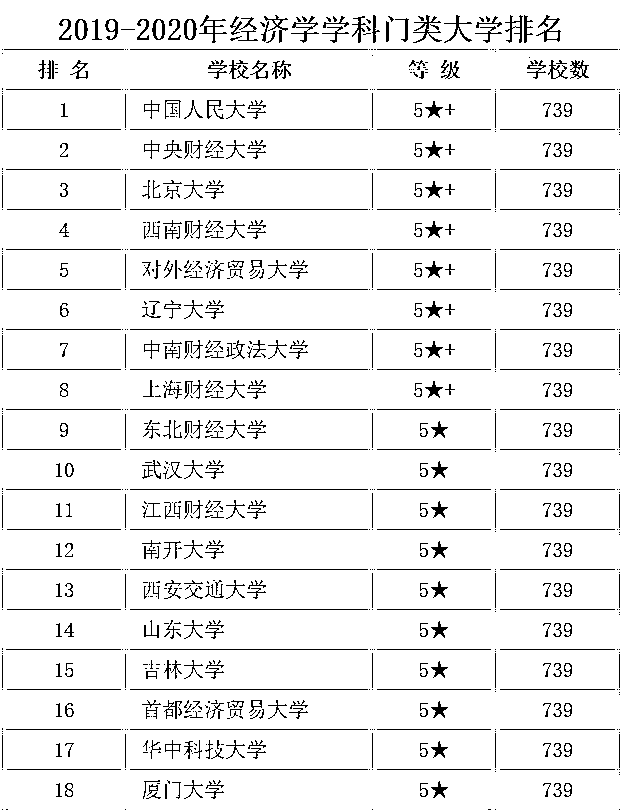 2019-2020年经济学学科门类大学排名
排 名 学校名称 等 级 学校数
1 中国人民大学 5★+ 739
2 中央财经大学 5★+ 739
3 北京大学 5★+ 739
4 西南财经大学 5★+ 739
5 对外经济贸易大学 5★+ 739
6 辽宁大学 5★+ 739
7 中南财经政法大学 5★+ 739
8 上海财经大学 5★+ 739
9 东北财经大学 5★ 739
10 武汉大学 5★ 739
11 江西财经大学 5★ 739
12 南开大学 5★ 739
13 西安交通大学 5★ 739
14 山东大学 5★ 739
15 吉林大学 5★ 739
16 首都经济贸易大学 5★ 739
17 华中科技大学 5★ 739
18 厦门大学 5★ 739